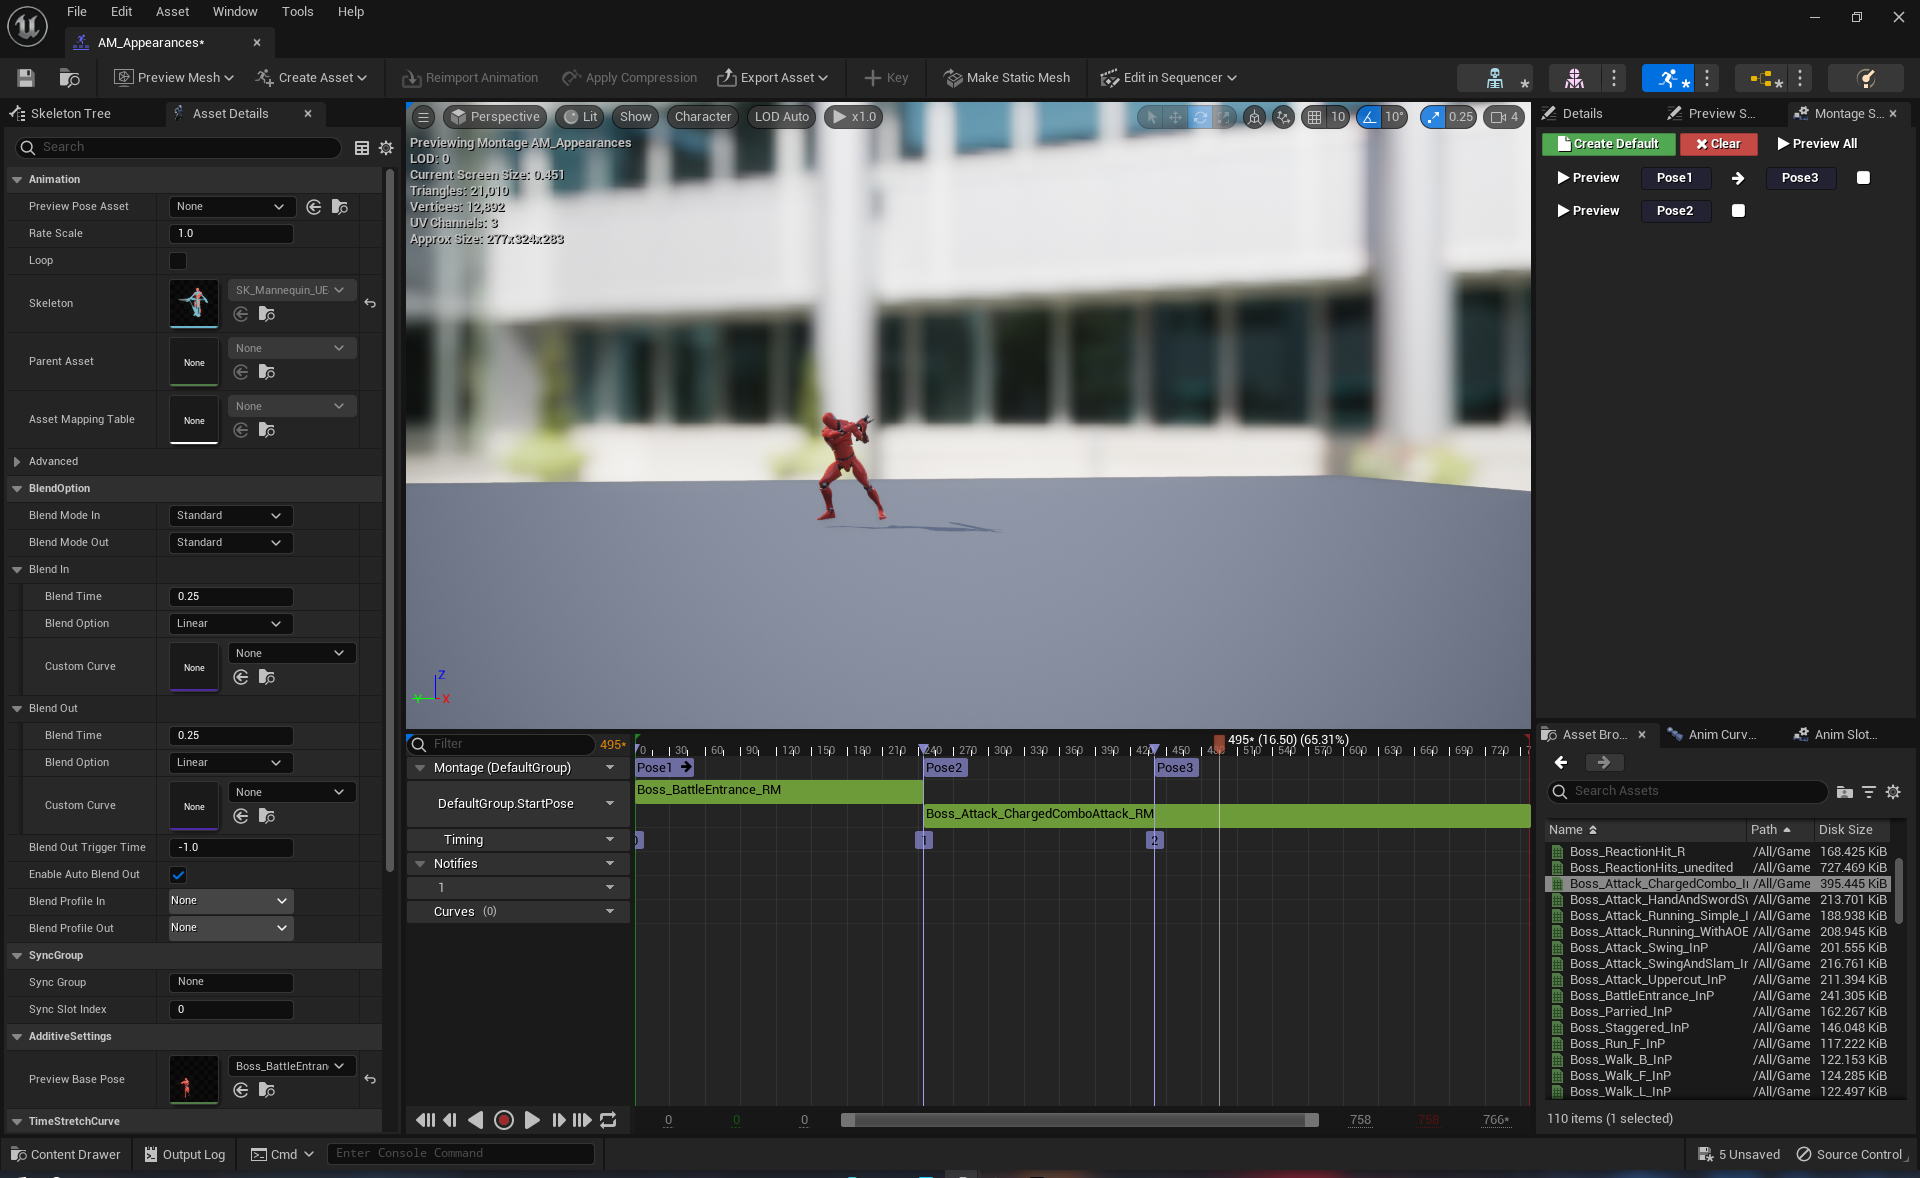 File Edit Asset Window Tools Help
AM_Appearances*
Preview Mesh Create Asset Reimport Animation Apply Compression Export Asset Key Make Static Mesh Edit in Sequencer
Skeleton Tree Asset Details
Search
Animation
Preview Pose Asset None
Rate Scale 1.0
Loop
Skeleton SK_Mannequin_UE
Parent Asset None None
Asset Mapping Table None None
Advanced
BlendOption
Blend Mode In Standard
Blend Mode Out Standard
Blend In
Blend Time 0.25
Blend Option Linear
Custom Curve None None
Blend Out
Blend Time 0.25
Blend Option Linear
Custom Curve None None
Blend Out Trigger Time -1.0
Enable Auto Blend Out
Blend Profile In None
Blend Profile Out None
SyncGroup
Sync Group None
Sync Slot Index 0
AdditiveSettings
Preview Base Pose Boss_BattleEntran
TimeStretchCurve
Perspective Lit Show Character LOD Auto x1.0 10 10° 0.25 4
Previewing Montage AM_Appearances
LOD: 0
Current Screen Size: 0.451
Triangles: 21,010
Vertices: 12,892
UV Channels: 3
Approx Size: 277x324x283
Z
Y X
Filter 495*
495* (16.50) (65.31%)
0 30 60 90 120 150 180 210 240 270 300 330 360 390 420 450 480 510 540 570 600 630 660 690 720
Montage (DefaultGroup) Pose1 Pose2 Pose3
Boss_BattleEntrance_RM
DefaultGroup.StartPose
Boss_Attack_ChargedComboAttack_RM
Timing 1 2
Notifies
1
Curves (0)
0 0 0 758 758 766*
Details Preview S... Montage S...
Create Default Clear Preview All
Preview Pose1 Pose3
Preview Pose2
Asset Bro... Anim Curv... Anim Slot...
Search Assets
Name Path Disk Size
Boss_ReactionHit_R /All/Game 168.425 KiB
Boss_ReactionHits_unedited /All/Game 727.469 KiB
Boss_Attack_ChargedCombo_I /All/Game 395.445 KiB
Boss_Attack_HandAndSwordS /All/Game 213.701 KiB
Boss_Attack_Running_Simple_I /All/Game 188.938 KiB
Boss_Attack_Running_WithAOE /All/Game 208.945 KiB
Boss_Attack_Swing_InP /All/Game 201.555 KiB
Boss_Attack_SwingAndSlam_I /All/Game 216.761 KiB
Boss_Attack_Uppercut_InP /All/Game 211.394 KiB
Boss_BattleEntrance_InP /All/Game 241.305 KiB
Boss_Parried_InP /All/Game 162.267 KiB
Boss_Staggered_InP /All/Game 146.048 KiB
Boss_Run_F_InP /All/Game 117.222 KiB
Boss_Walk_B_InP /All/Game 122.153 KiB
Boss_Walk_F_InP /All/Game 124.285 KiB
Boss_Walk_L_InP /All/Game 122.497 KiB
110 items (1 selected)
Content Drawer Output Log Cmd Enter Console Command 5 Unsaved Source Control